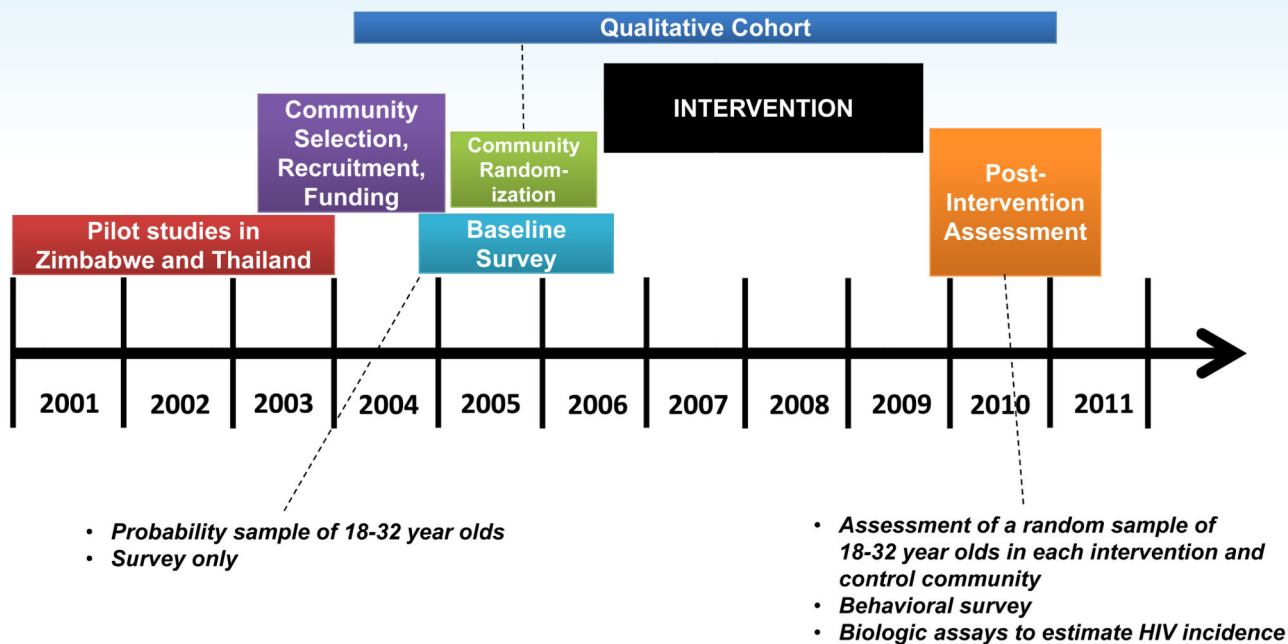 Qualitative Cohort
INTERVENTION
Community
Selection,
Recruitment,
Funding
Community
Random-
ization
Post-
Intervention
Assessment
Pilot studies in
Zimbabwe and Thailand
Baseline
Survey
2001
2002
2003
2004
2005
2006
2007
2008
2009
2010
2011
• Probability sample of 18-32 year olds
• Survey only
• Assessment of a random sample of
18-32 year olds in each intervention and
control community
• Behavioral survey
• Biologic assays to estimate HIV incidence